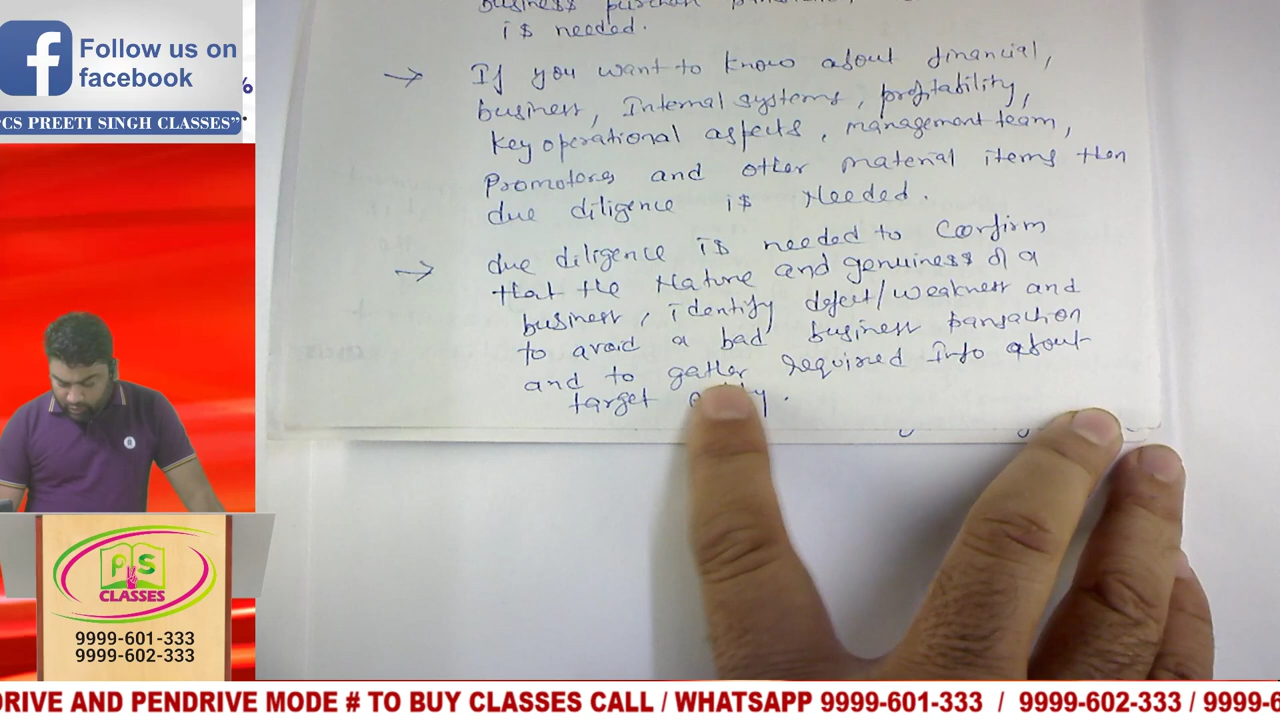 Follow us on
facebook
%
"CS PREETI SINGH CLASSES"
business
is needed.
→ If you want to know about financial,
business, Internal systems, profitability,
Key operational aspects, management team,
Promotores and other material items then
due diligence is Needed.
→ due diligence is needed to Confirm
that the Nature and genuiness of a
business, identify defect/weakness and
to avoid a bad business transaction
and to gather required Info about
target
PS
CLASSES
9999-601-333
9999-602-333
DRIVE AND PENDRIVE MODE # TO BUY CLASSES CALL / WHATSAPP 9999-601-333 / 9999-602-333 / 9999-6